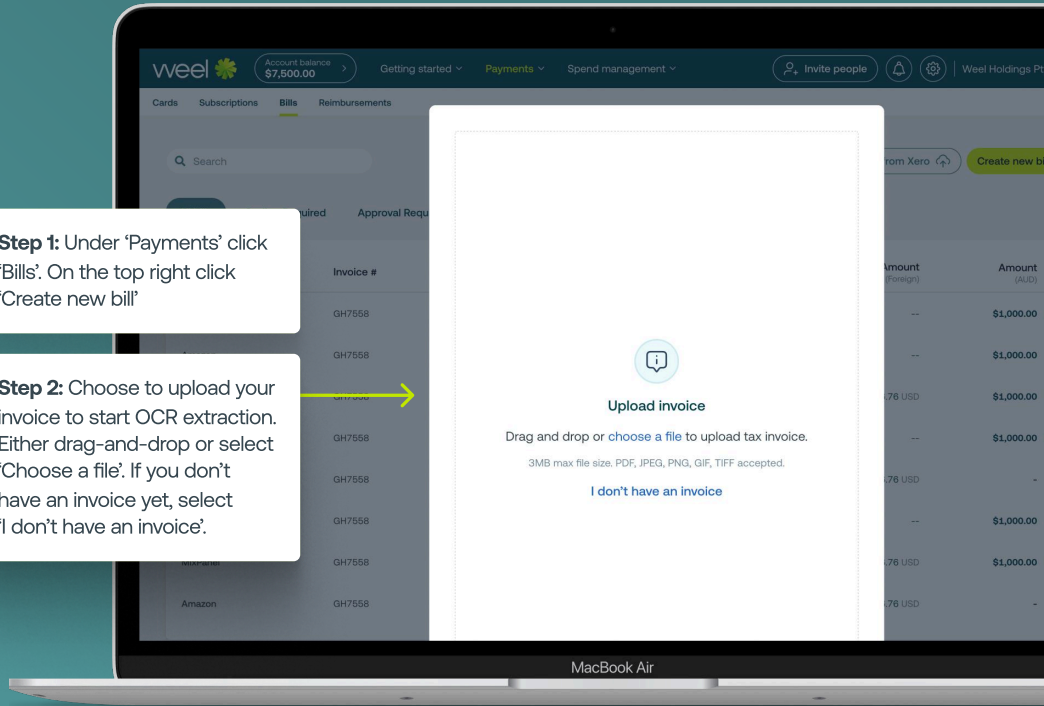 weel
Account balance
$7,500.00
Getting started
Payments
Spend management
Invite people
Weel Holdings Pt
Cards Subscriptions Bills Reimbursements
Search
from Xero
Create new bi
Approval Requ
Step 1: Under ‘Payments’ click
‘Bills’. On the top right click
‘Create new bill’
Step 2: Choose to upload your
invoice to start OCR extraction.
Either drag-and-drop or select
‘Choose a file’. If you don’t
have an invoice yet, select
‘I don’t have an invoice’.
Upload invoice
Drag and drop or choose a file to upload tax invoice.
3MB max file size. PDF, JPEG, PNG, GIF, TIFF accepted.
I don’t have an invoice
Invoice # Amount (Foreign) Amount (AUD)
GH7558 -- $1,000.00
GH7558 -- $1,000.00
GH7558 .76 USD $1,000.00
GH7558 -- $1,000.00
GH7558 .76 USD -
GH7558 -- $1,000.00
MixPanel GH7558 .76 USD $1,000.00
Amazon GH7558 .76 USD -
MacBook Air